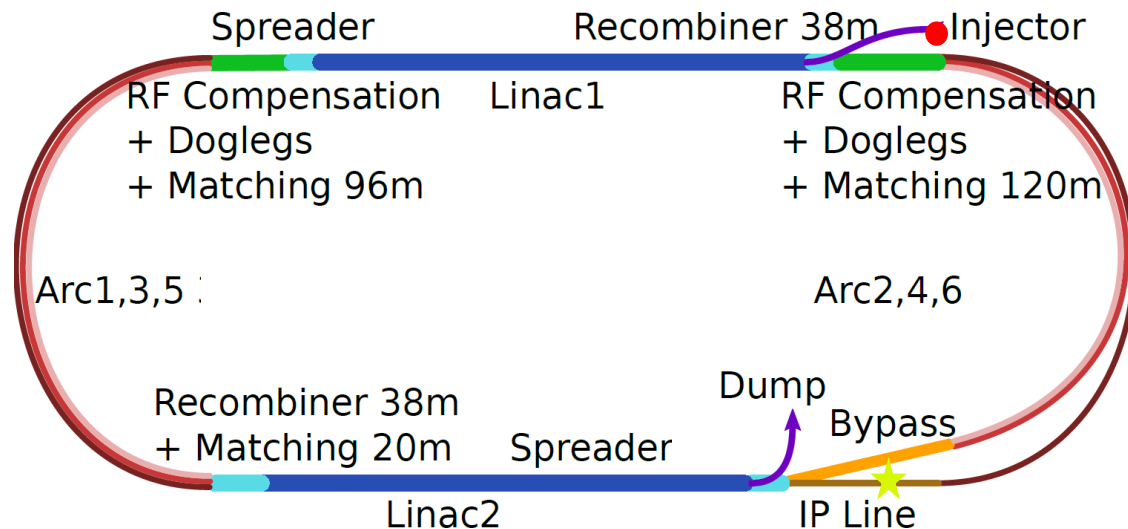 Spreader
Recombiner 38m
Injector
RF Compensation
+ Doglegs
+ Matching 96m
Linac1
RF Compensation
+ Doglegs
+ Matching 120m
Arc1,3,5
Arc2,4,6
Recombiner 38m
+ Matching 20m
Spreader
Dump
Bypass
Linac2
IP Line